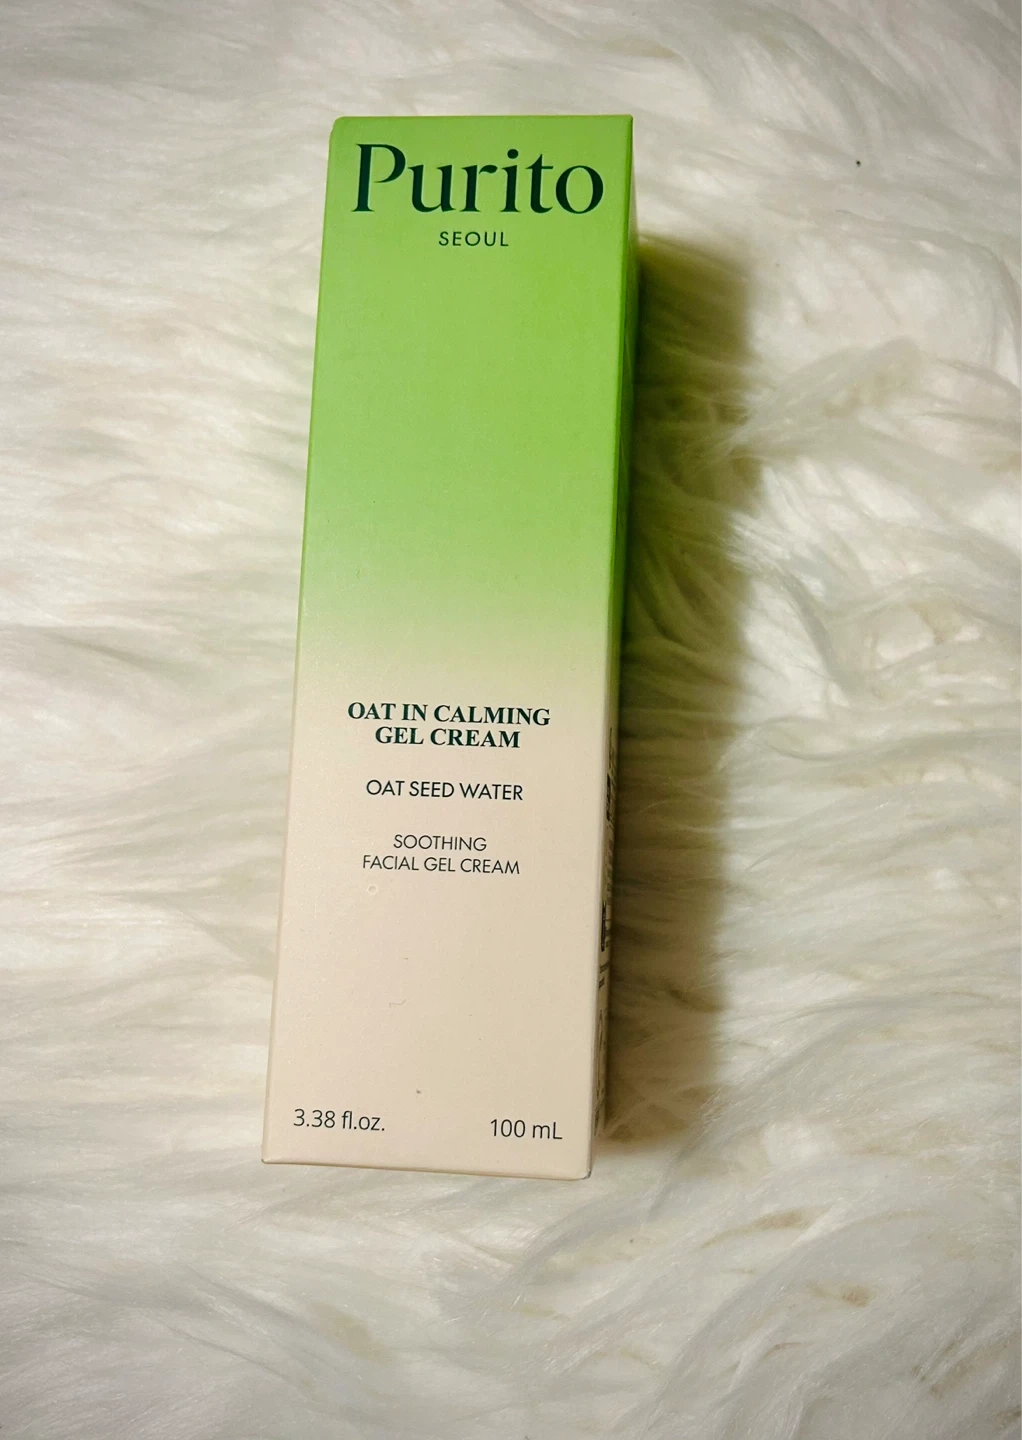 Purito
SEOUL
OAT IN CALMING
GEL CREAM
OAT SEED WATER
SOOTHING
FACIAL GEL CREAM
3.38 fl.oz.
100 mL